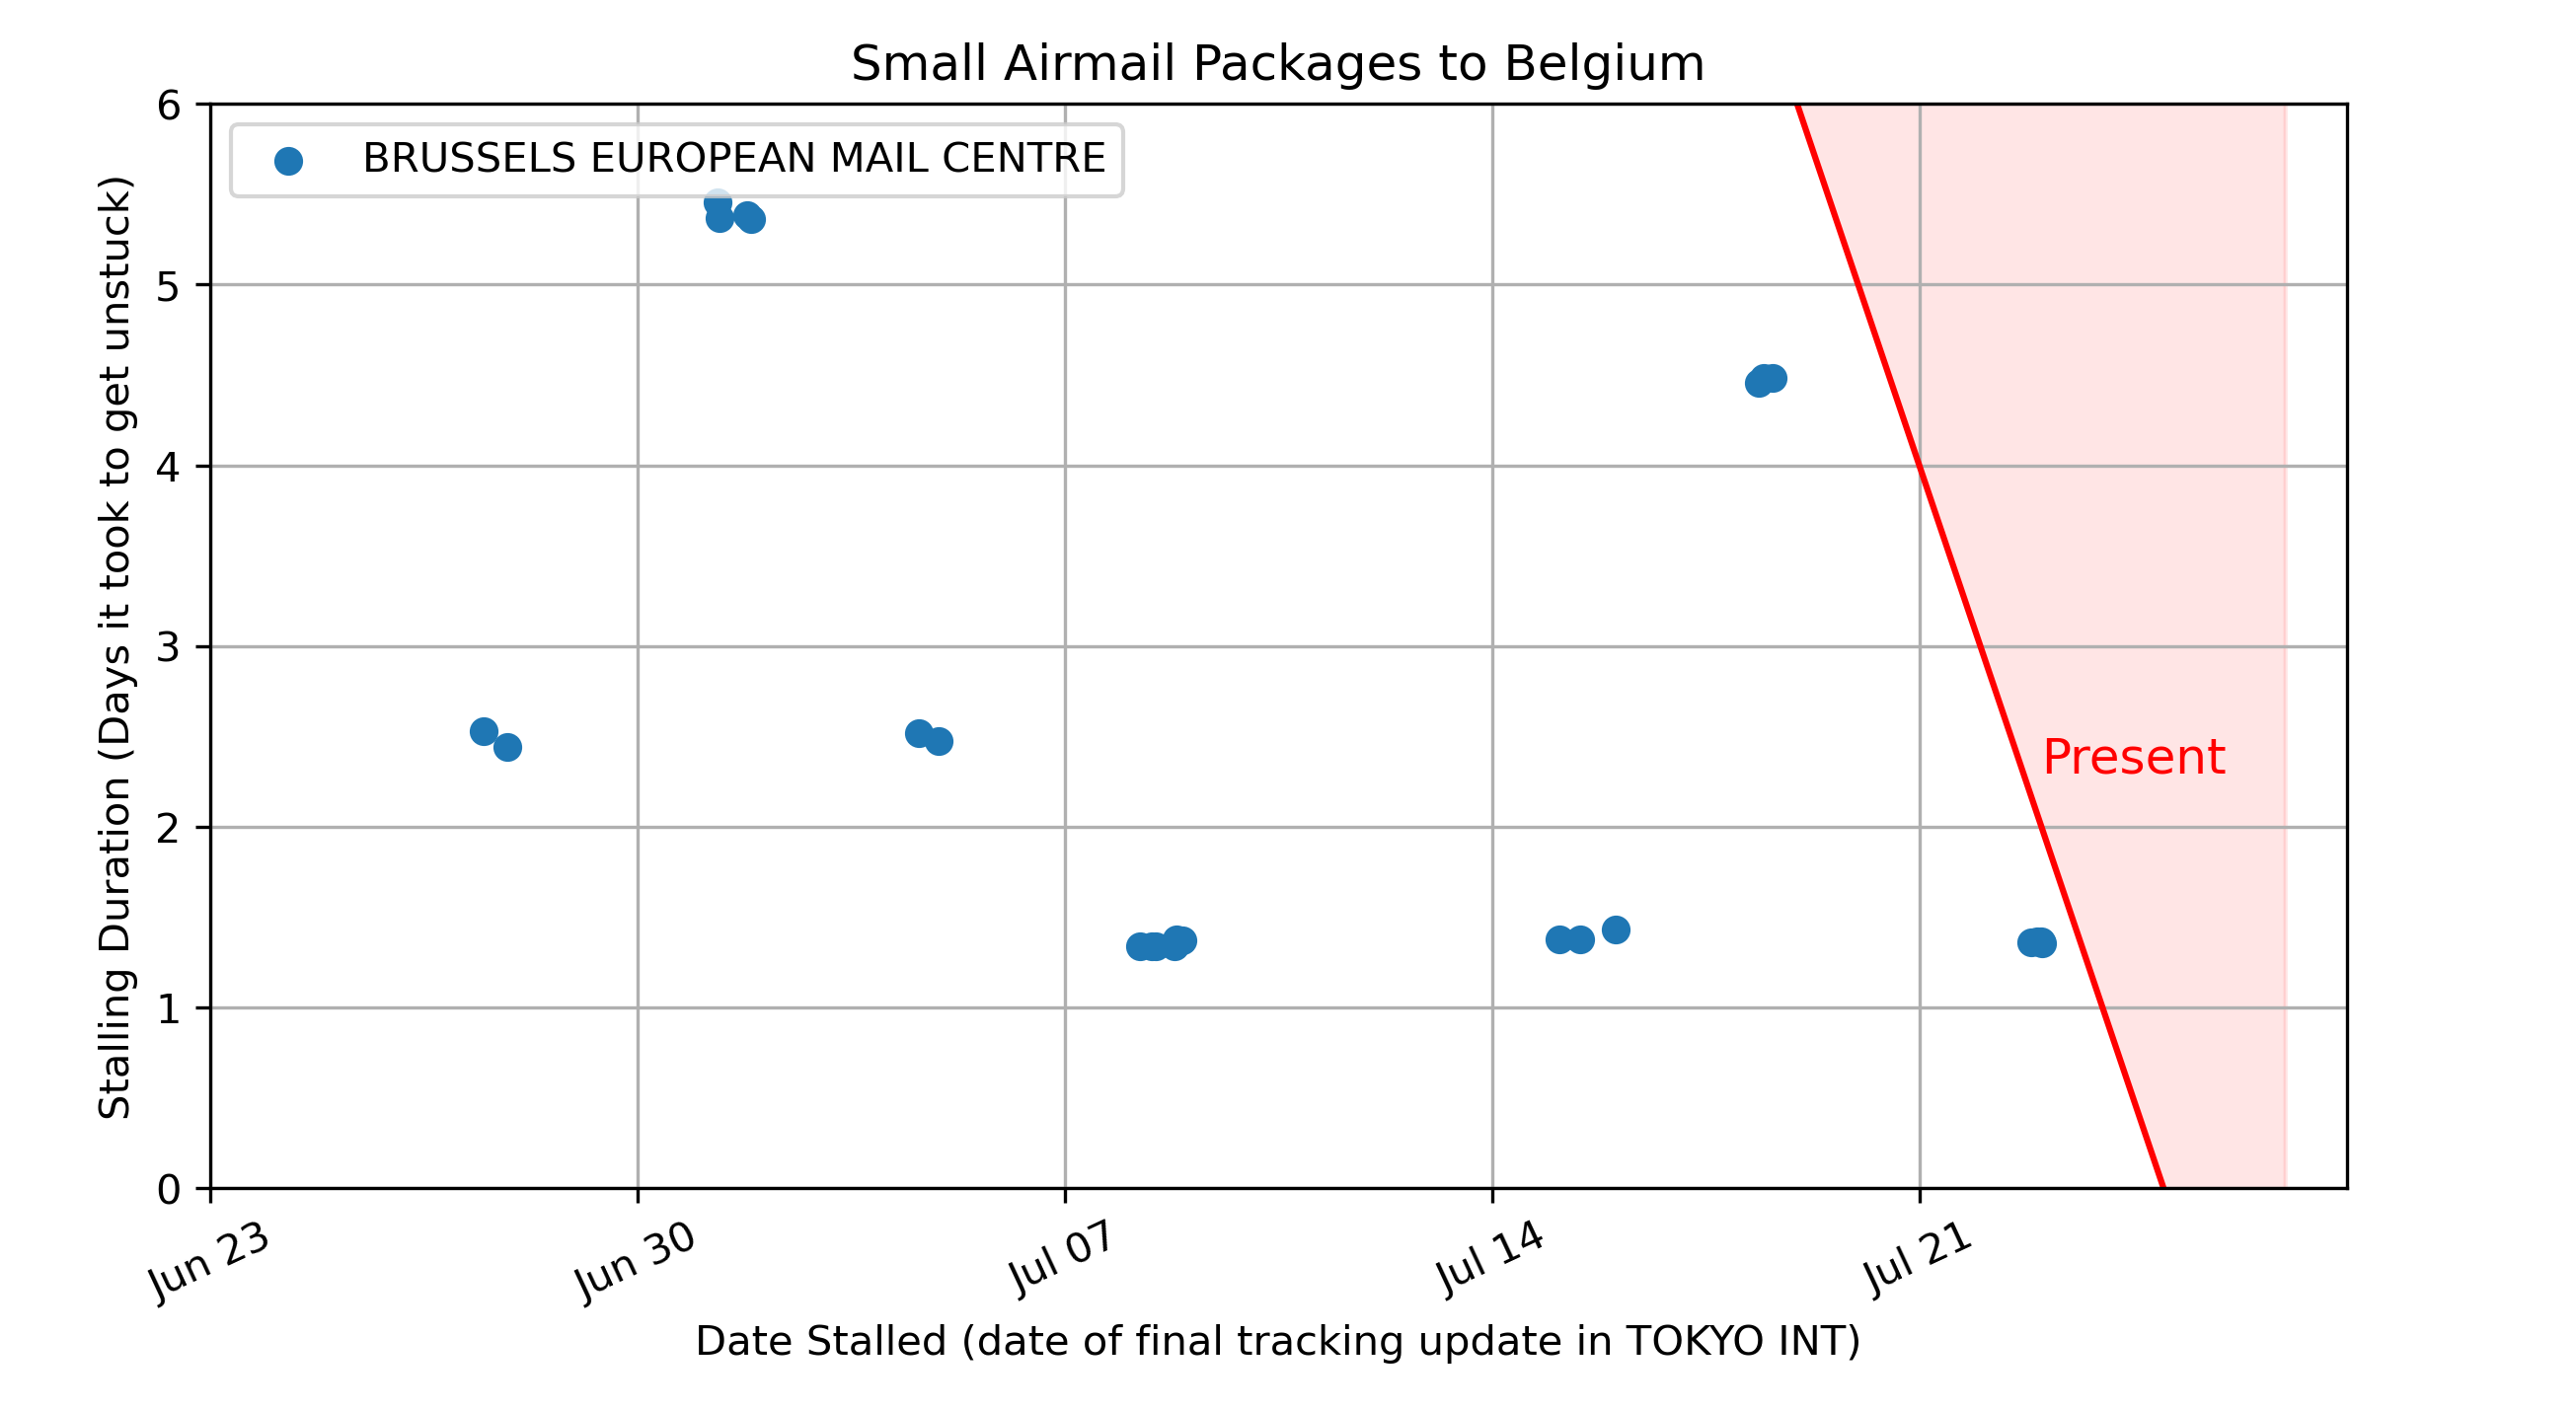 Small Airmail Packages to Belgium
BRUSSELS EUROPEAN MAIL CENTRE
Stalling Duration (Days it took to get unstuck)
6
5
4
3
2
1
0
Present
Jun 23
Jun 30
Jul 07
Jul 14
Jul 21
Date Stalled (date of final tracking update in TOKYO INT)